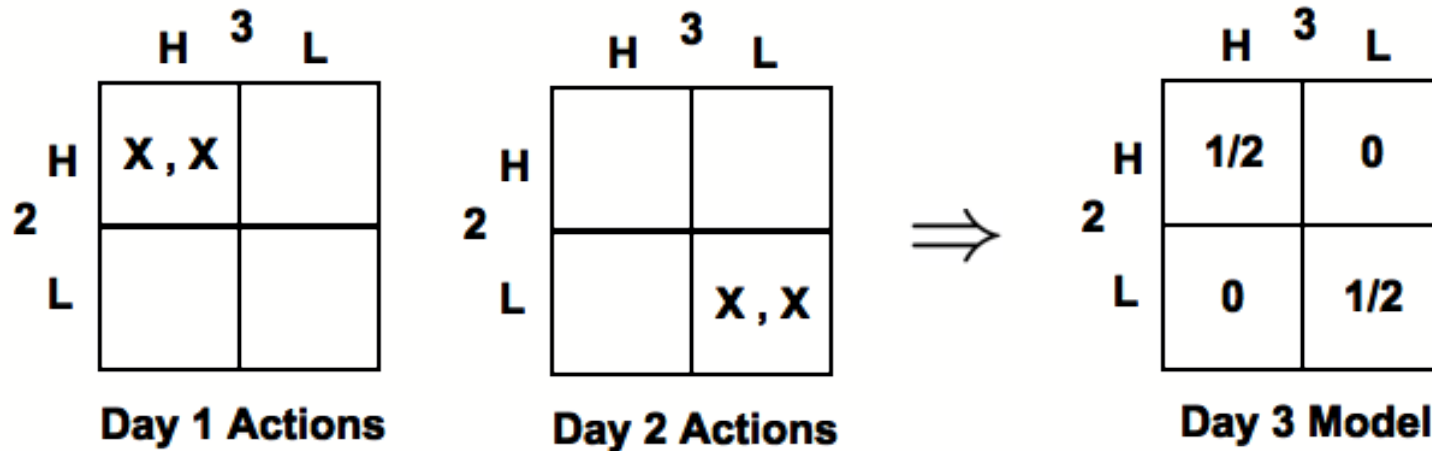 3 3 3
H L H L H L
H X , X H H 1/2 0
2 2 2
L L X , X L 0 1/2
⇒
Day 1 Actions Day 2 Actions Day 3 Model